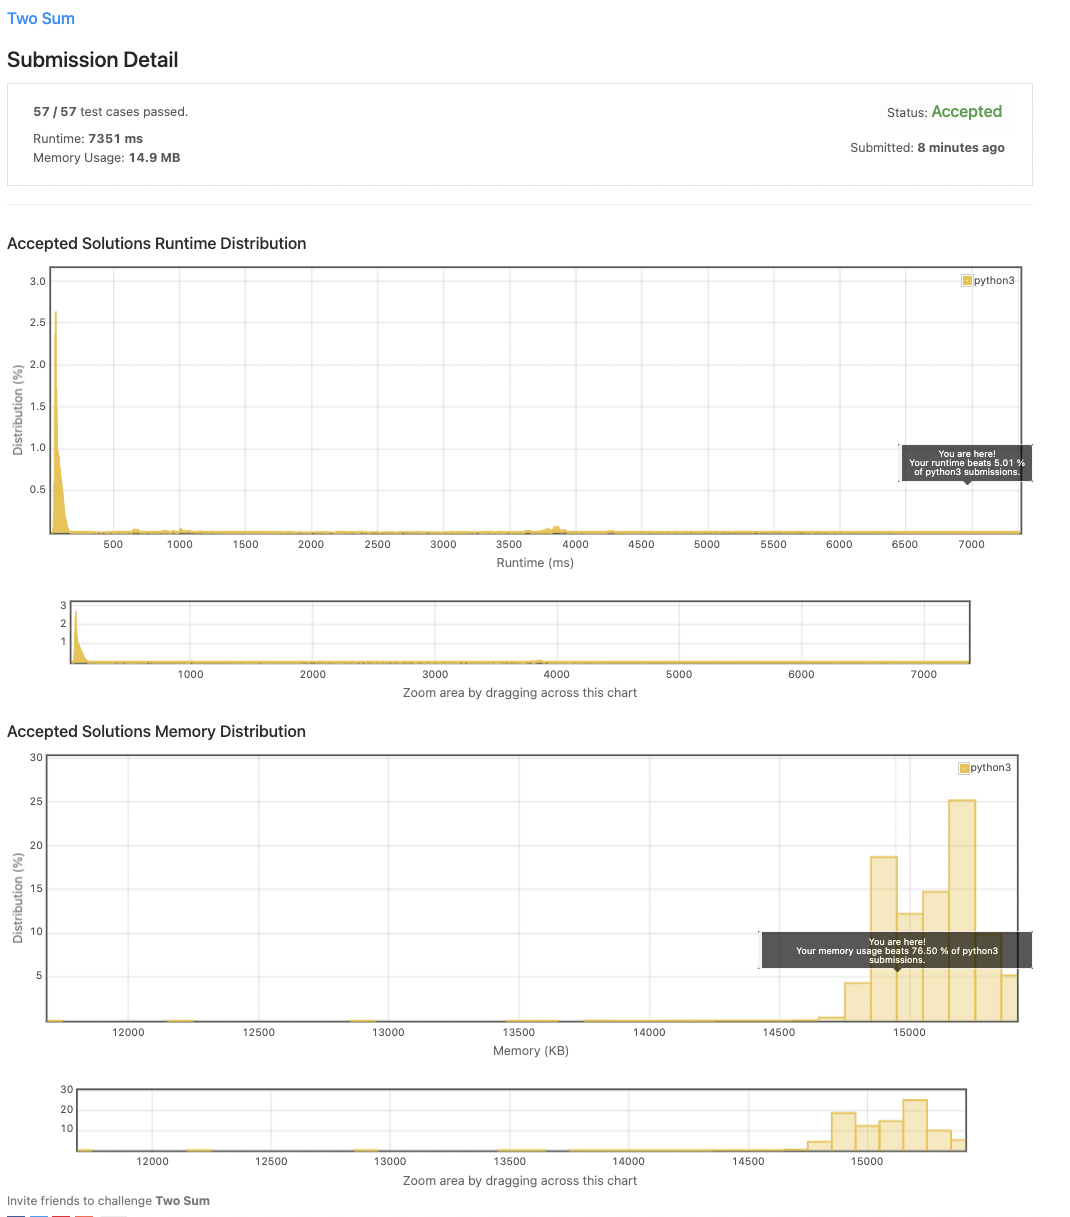 Two Sum
Submission Detail
57 / 57 test cases passed.
Status: Accepted
Runtime: 7351 ms
Memory Usage: 14.9 MB
Submitted: 8 minutes ago
Accepted Solutions Runtime Distribution
python3
3.0
2.5
2.0
1.5
1.0
0.5
Distribution (%)
You are here!
Your runtime beats 5.01 %
of python3 submissions.
500 1000 1500 2000 2500 3000 3500 4000 4500 5000 5500 6000 6500 7000
Runtime (ms)
3
2
1
1000 2000 3000 4000 5000 6000 7000
Zoom area by dragging across this chart
Accepted Solutions Memory Distribution
python3
30
25
20
15
10
5
Distribution (%)
You are here!
Your memory usage beats 76.50 % of python3
submissions.
12000 12500 13000 13500 14000 14500 15000
Memory (KB)
30
20
10
12000 12500 13000 13500 14000 14500 15000
Zoom area by dragging across this chart
Invite friends to challenge Two Sum